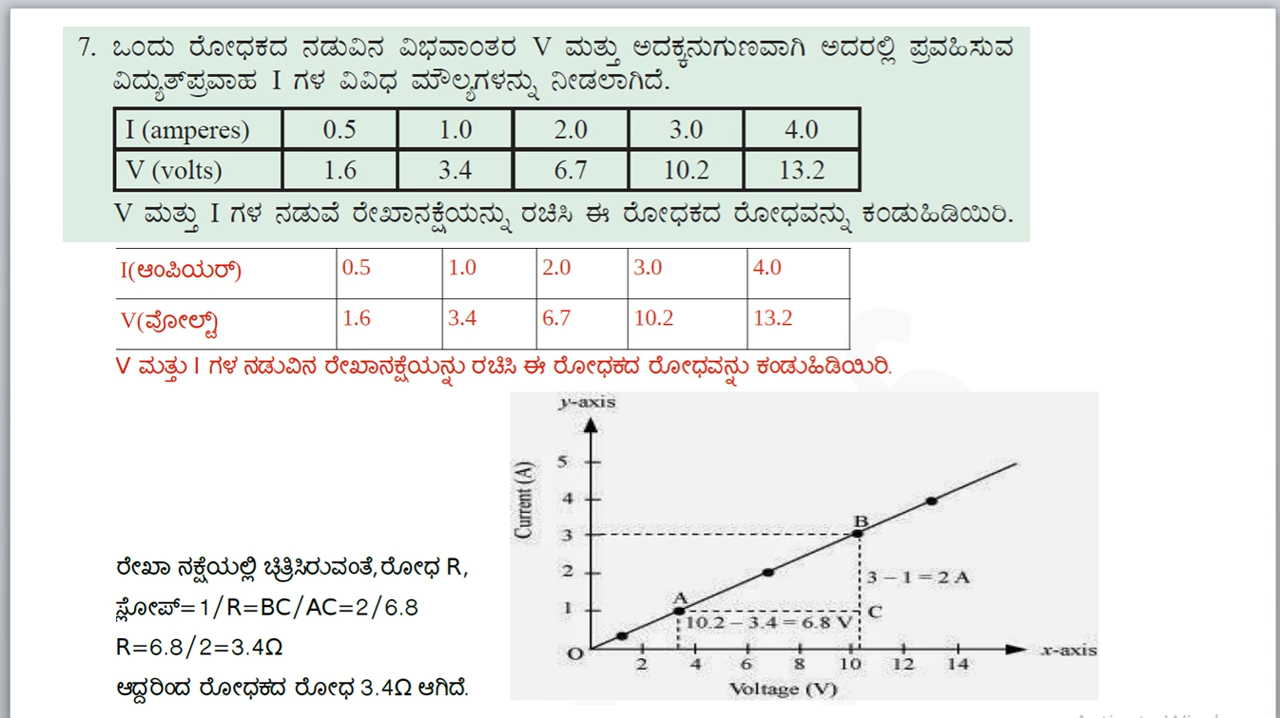 7. ಒಂದು ರೋಧಕದ ನಡುವಿನ ವಿಭವಾಂತರ V ಮತ್ತು ಅದಕ್ಕನುಗುಣವಾಗಿ ಅದರಲ್ಲಿ ಪ್ರವಹಿಸುವ
ವಿದ್ಯುತ್‌ಪ್ರವಾಹ I ಗಳ ವಿವಿಧ ಮೌಲ್ಯಗಳನ್ನು ನೀಡಲಾಗಿದೆ.
I (amperes) 0.5 1.0 2.0 3.0 4.0
V (volts) 1.6 3.4 6.7 10.2 13.2
V ಮತ್ತು I ಗಳ ನಡುವೆ ರೇಖಾನಕ್ಷೆಯನ್ನು ರಚಿಸಿ ಈ ರೋಧಕದ ರೋಧವನ್ನು ಕಂಡುಹಿಡಿಯಿರಿ.
I(ಆಂಪಿಯರ್) 0.5 1.0 2.0 3.0 4.0
V(ವೋಲ್ಟ್) 1.6 3.4 6.7 10.2 13.2
V ಮತ್ತು I ಗಳ ನಡುವಿನ ರೇಖಾನಕ್ಷೆಯನ್ನು ರಚಿಸಿ ಈ ರೋಧಕದ ರೋಧವನ್ನು ಕಂಡುಹಿಡಿಯಿರಿ.
ರೇಖಾ ನಕ್ಷೆಯಲ್ಲಿ ಚಿತ್ರಿಸಿರುವಂತೆ,ರೋಧ R,
ಸ್ಲೋಪ್=1/R=BC/AC=2/6.8
R=6.8/2=3.4Ω
ಆದ್ದರಿಂದ ರೋಧಕದ ರೋಧ 3.4Ω ಆಗಿದೆ.
y-axis
Current (A)
5
4
3
2
1
O
A
B
C
3 – 1 = 2 A
10.2 – 3.4 = 6.8 V
x-axis
2 4 6 8 10 12 14
Voltage (V)